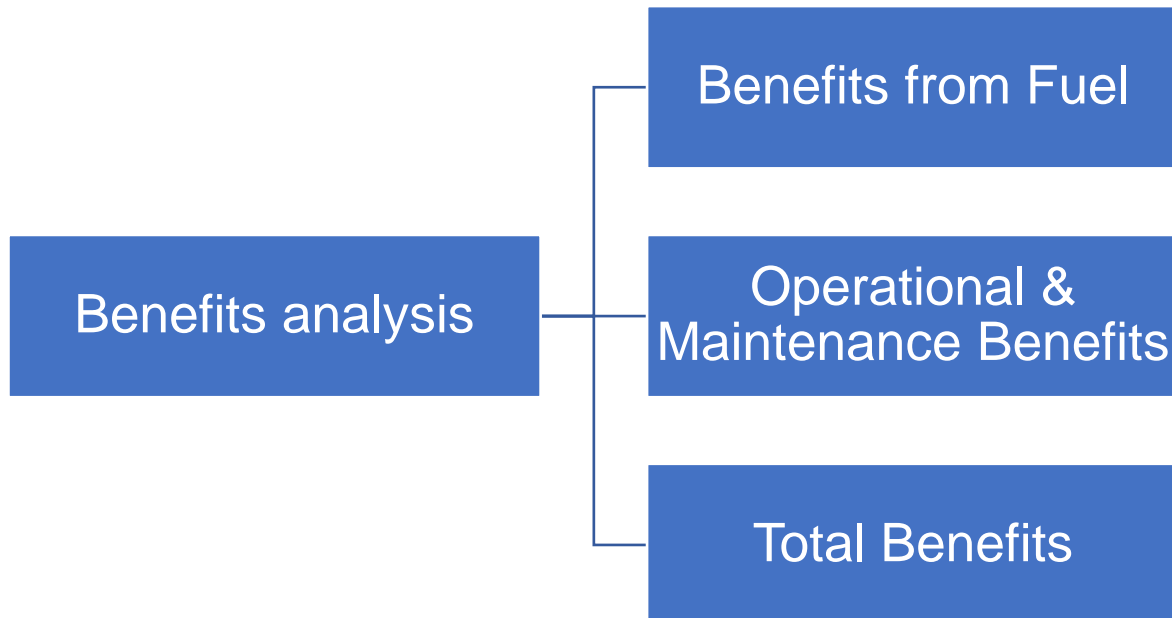 Benefits from Fuel
Benefits analysis
Operational &
Maintenance Benefits
Total Benefits